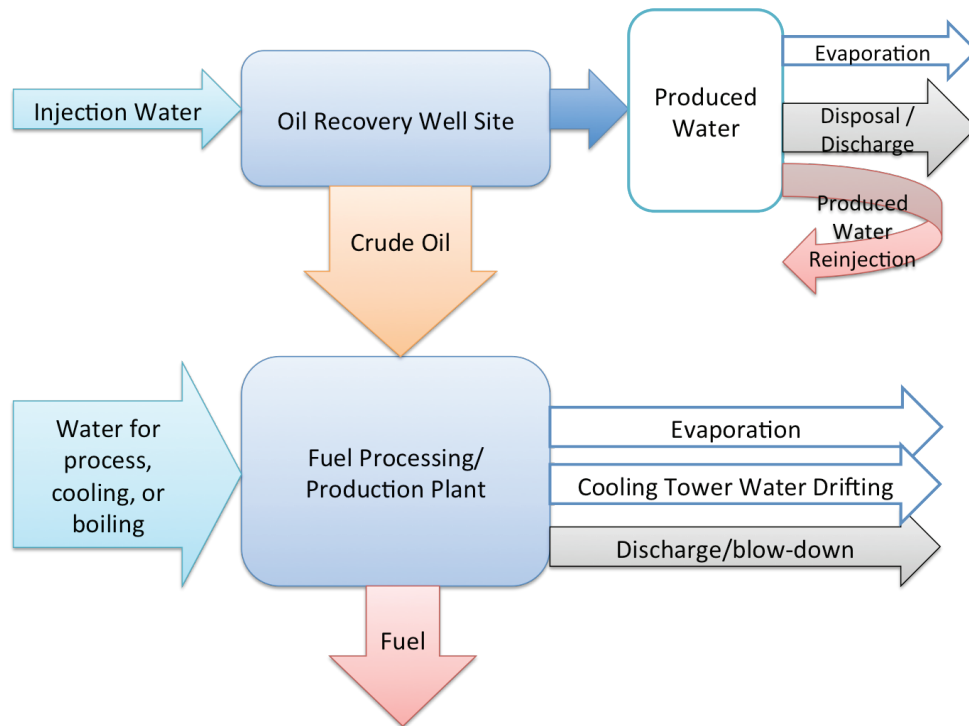 Injection Water
Oil Recovery Well Site
Produced
Water
Evaporation
Disposal /
Discharge
Produced
Water
Reinjection
Crude Oil
Water for
process,
cooling, or
boiling
Fuel Processing/
Production Plant
Evaporation
Cooling Tower Water Drifting
Discharge/blow-down
Fuel